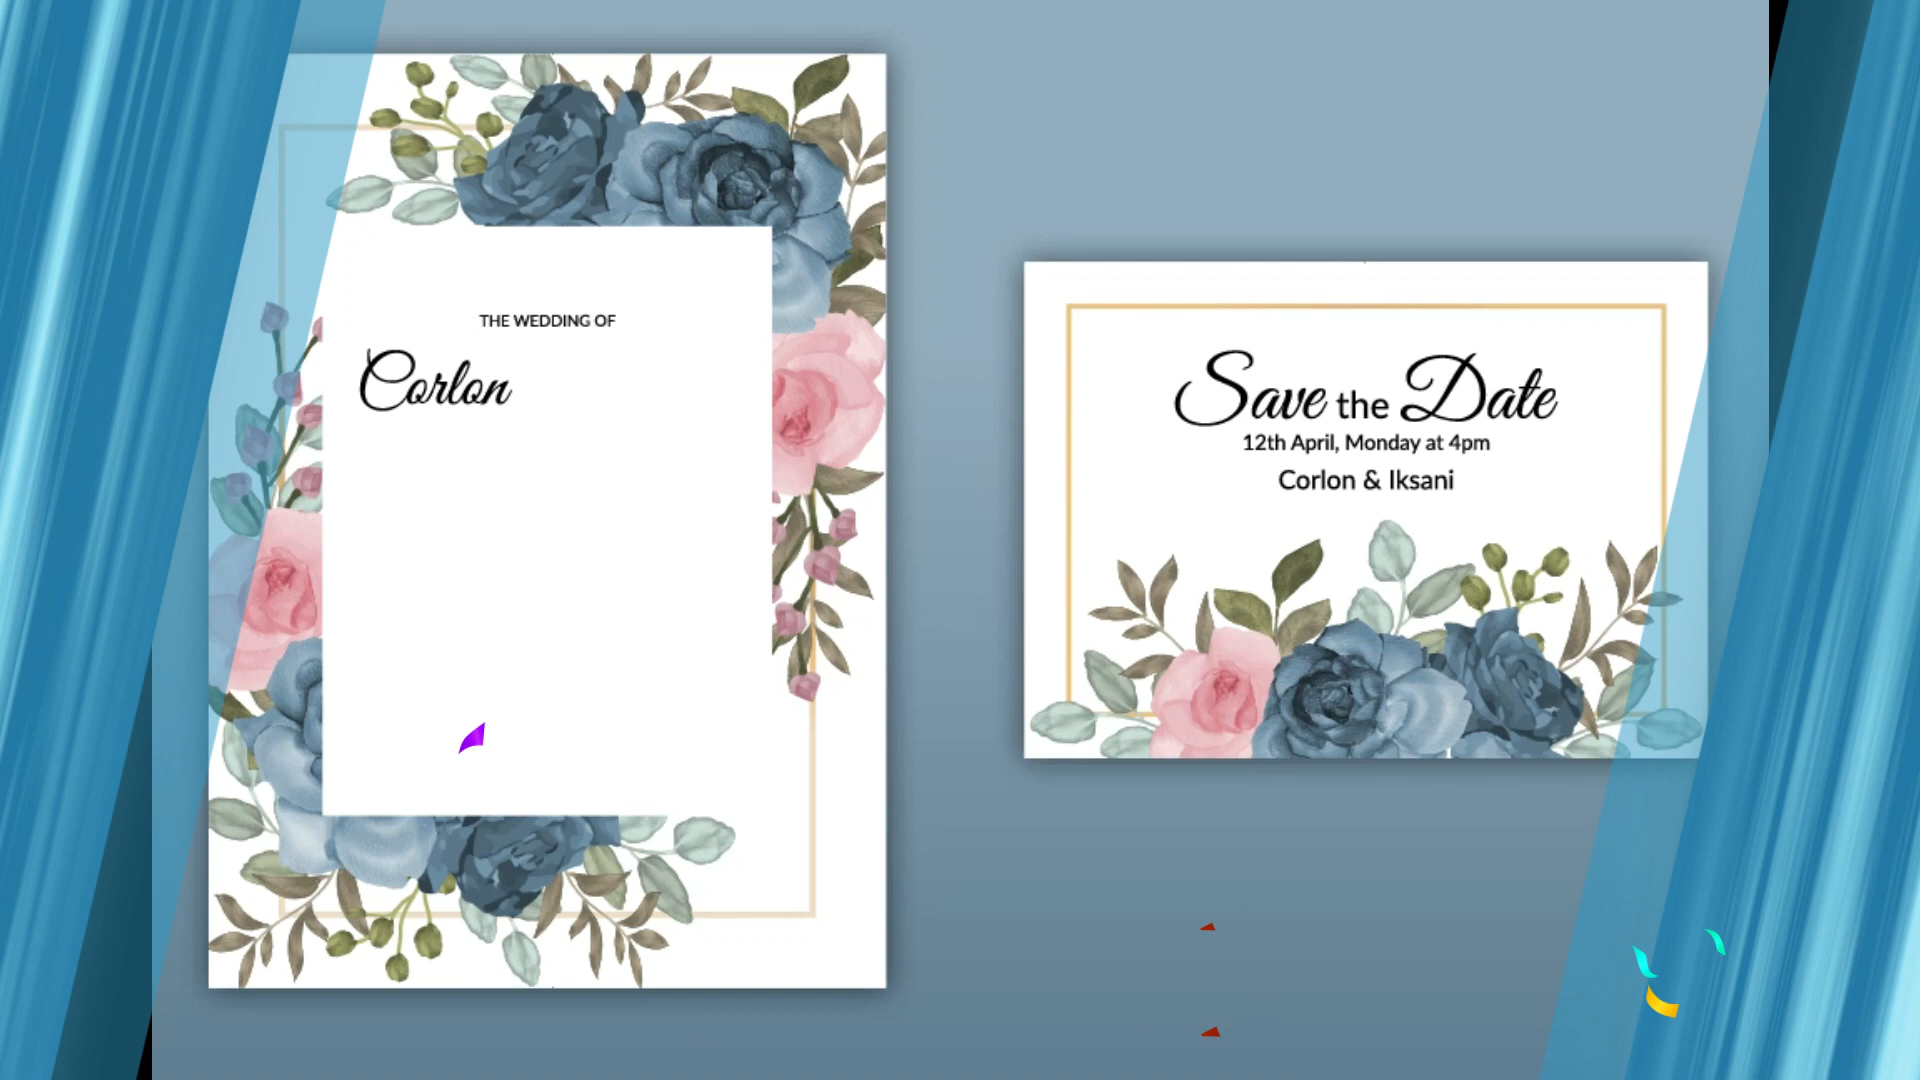 THE WEDDING OF
Corlon
Save the Date
12th April, Monday at 4pm
Corlon & Iksani